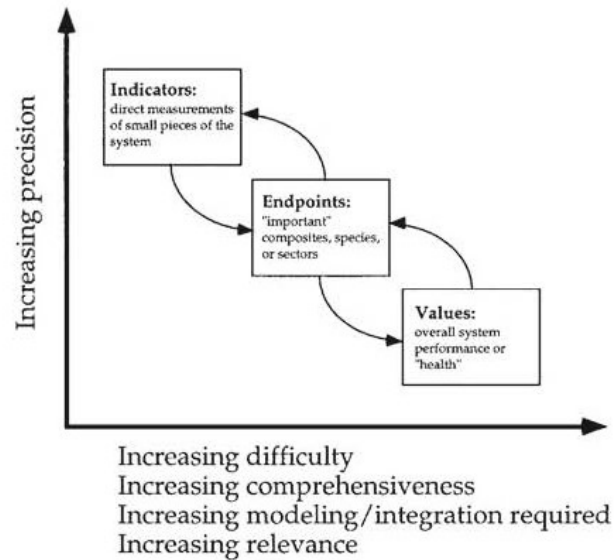 Increasing precision
Indicators:
direct measurements
of small pieces of the
system
Endpoints:
"important"
composites, species,
or sectors
Values:
overall system
performance or
"health"
Increasing difficulty
Increasing comprehensiveness
Increasing modeling/integration required
Increasing relevance